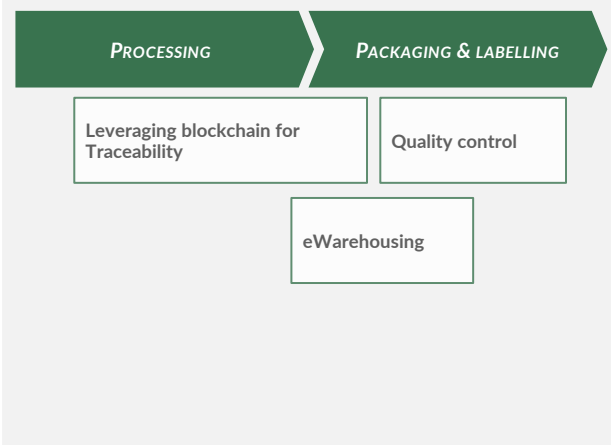 PROCESSING
PACKAGING & LABELLING
Leveraging blockchain for
Traceability
Quality control
eWarehousing